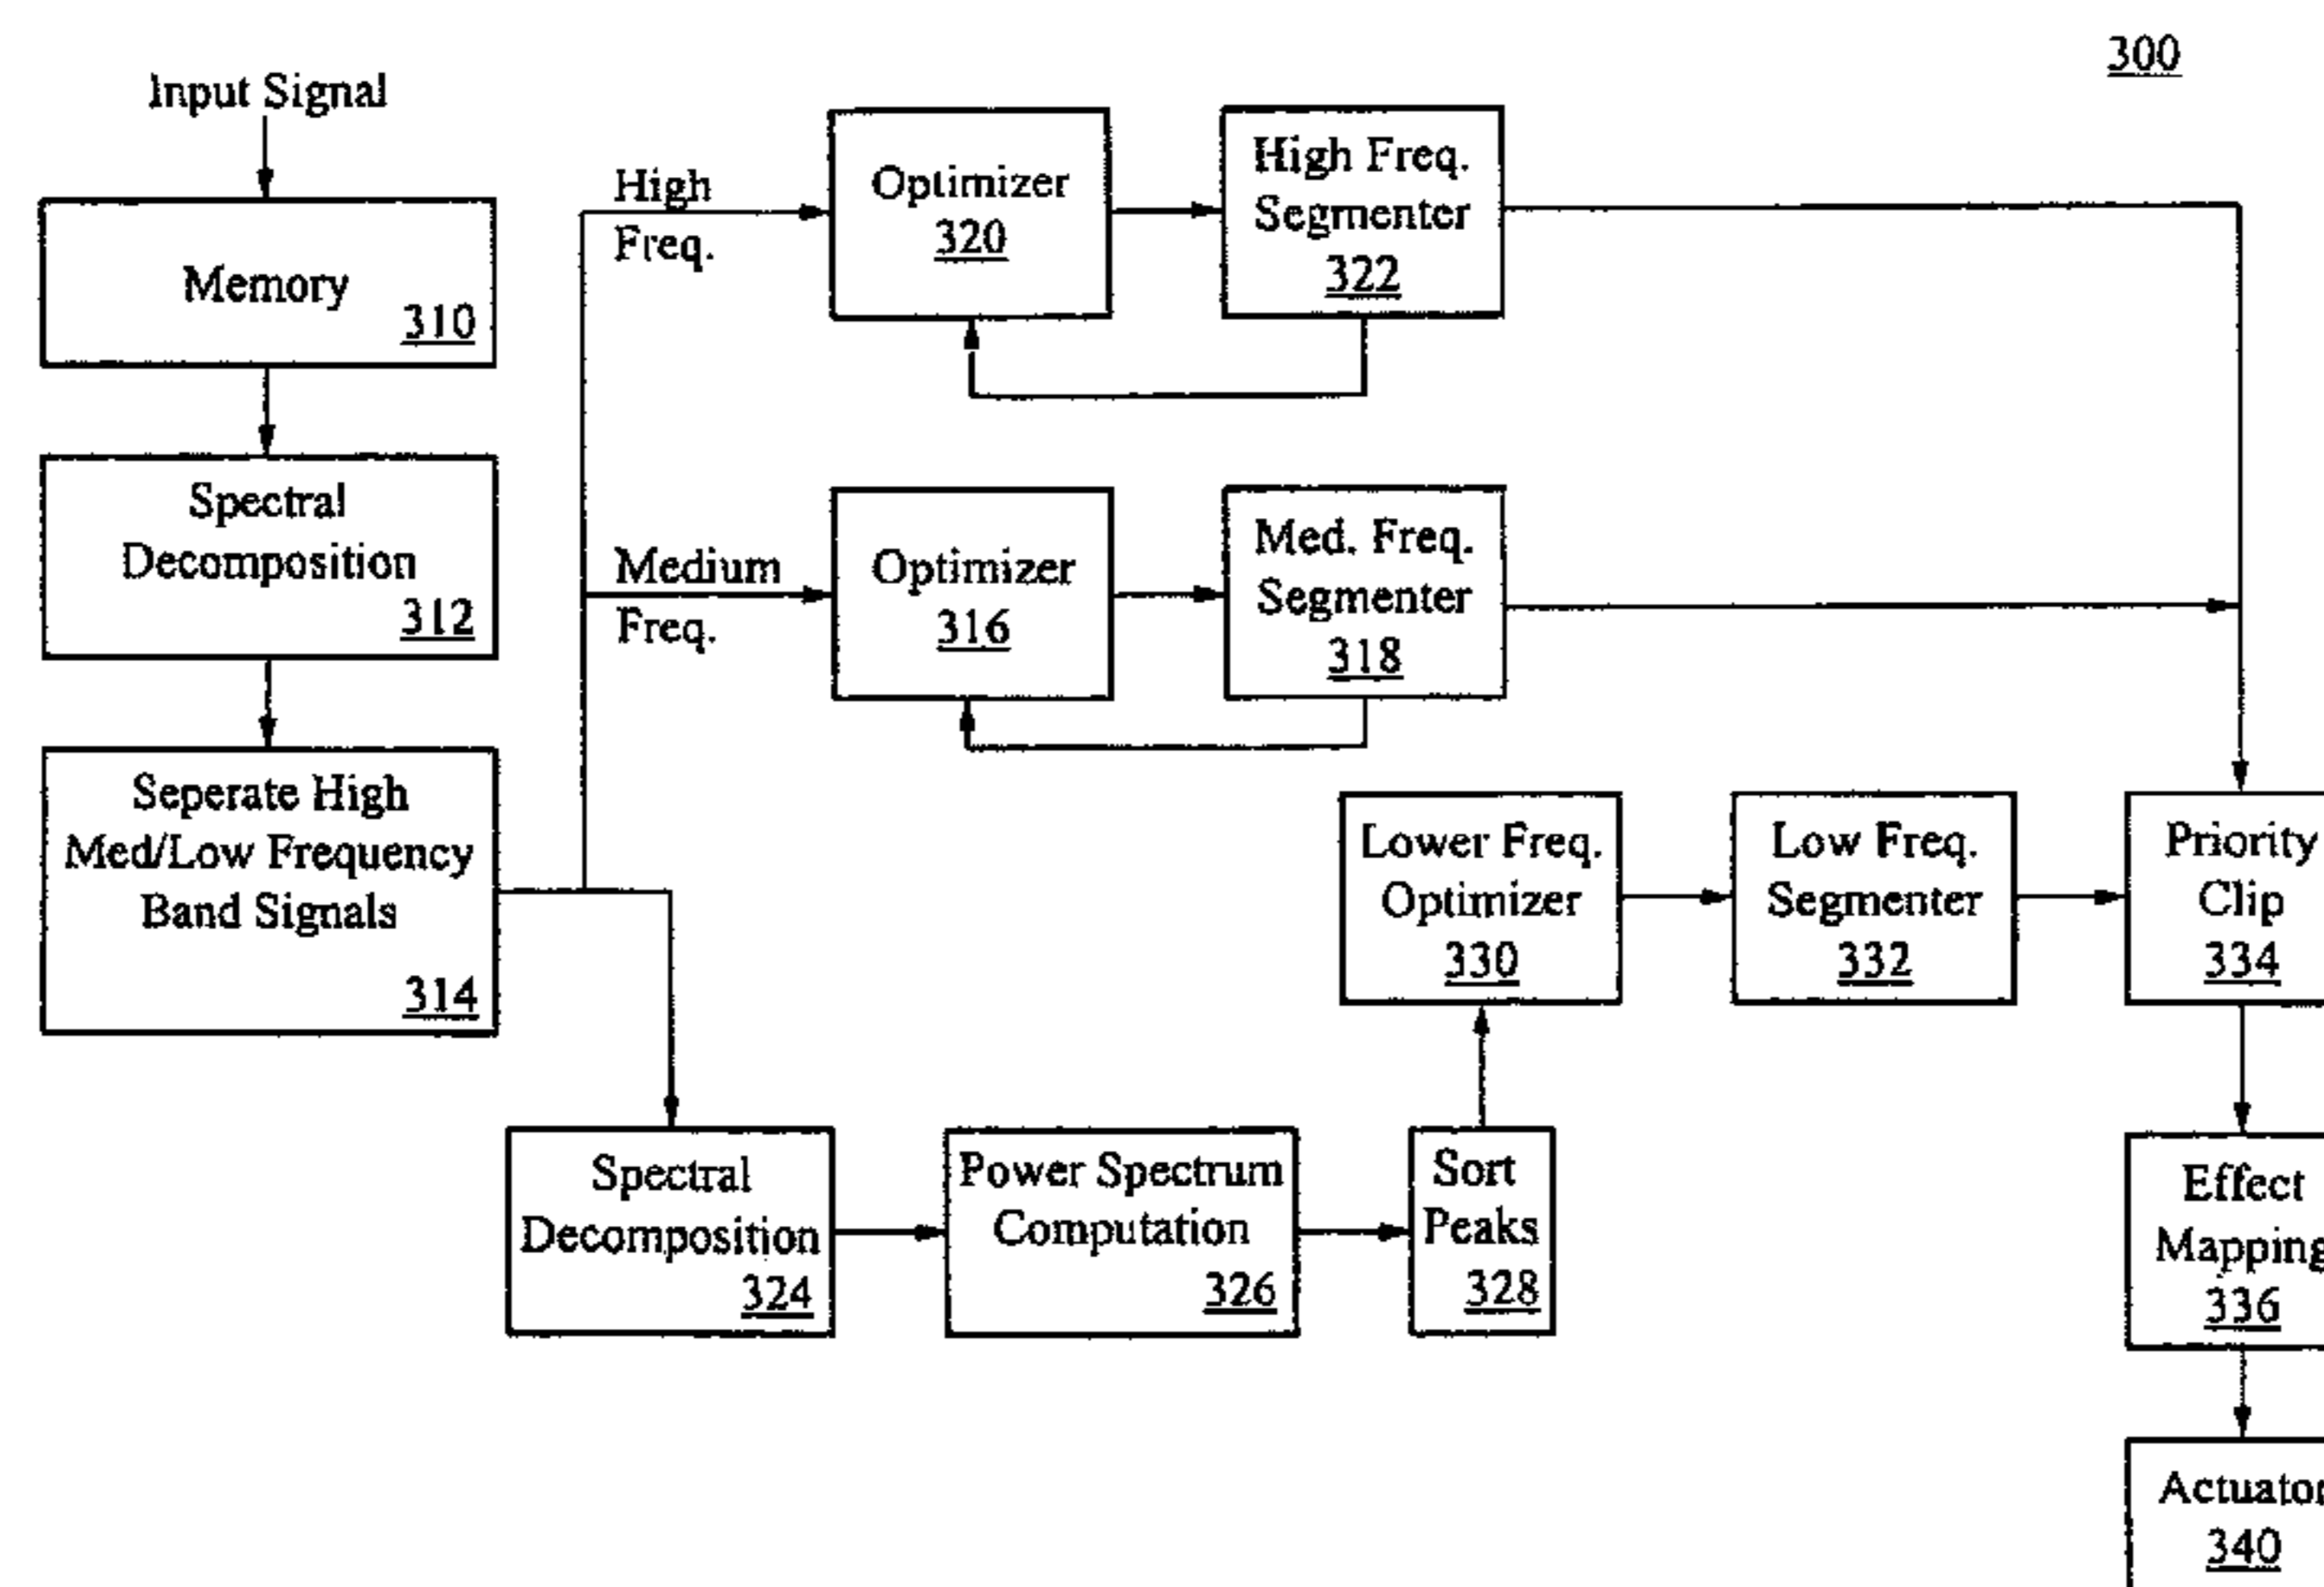 300
Input Signal
Memory
310
Spectral
Decomposition
312
Seperate High
Med/Low Frequency
Band Signals
314
High
Freq.
Optimizer
320
High Freq.
Segmenter
322
Medium
Freq.
Optimizer
316
Med. Freq.
Segmenter
318
Spectral
Decomposition
324
Power Spectrum
Computation
326
Sort
Peaks
328
Lower Freq.
Optimizer
330
Low Freq.
Segmenter
332
Priority
Clip
334
Effect
Mapping
336
Actuator
340